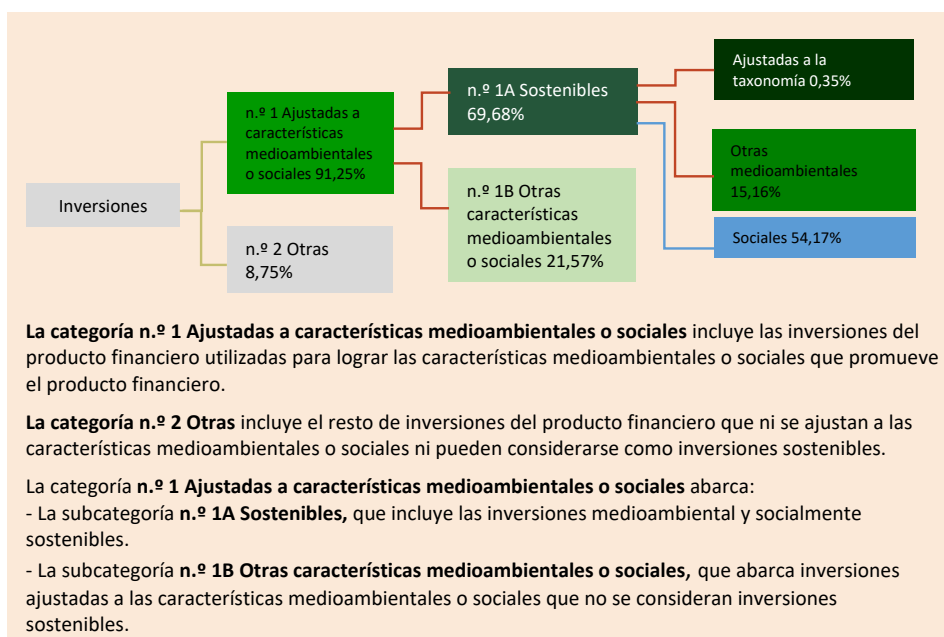 Inversiones
n.º 1 Ajustadas a
características
medioambientales
o sociales 91,25%
n.º 2 Otras
8,75%
n.º 1A Sostenibles
69,68%
n.º 1B Otras
características
medioambientales
o sociales 21,57%
Ajustadas a la
taxonomía 0,35%
Otras
medioambientales
15,16%
Sociales 54,17%
La categoría n.º 1 Ajustadas a características medioambientales o sociales incluye las inversiones del
producto financiero utilizadas para lograr las características medioambientales o sociales que promueve
el producto financiero.
La categoría n.º 2 Otras incluye el resto de inversiones del producto financiero que ni se ajustan a las
características medioambientales o sociales ni pueden considerarse como inversiones sostenibles.
La categoría n.º 1 Ajustadas a características medioambientales o sociales abarca:
- La subcategoría n.º 1A Sostenibles, que incluye las inversiones medioambiental y socialmente
sostenibles.
- La subcategoría n.º 1B Otras características medioambientales o sociales, que abarca inversiones
ajustadas a las características medioambientales o sociales que no se consideran inversiones
sostenibles.